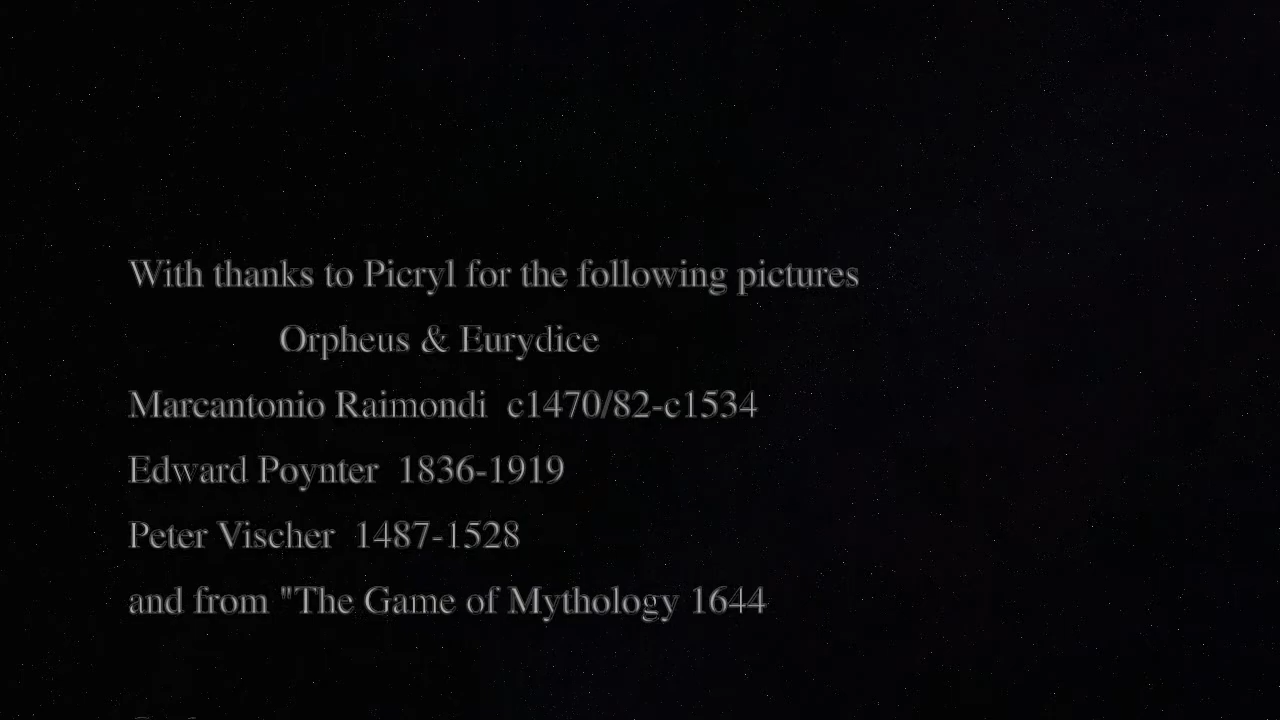 With thanks to Picryl for the following pictures
Orpheus & Eurydice
Marcantonio Raimondi c1470/82-c1534
Edward Poynter 1836-1919
Peter Vischer 1487-1528
and from "The Game of Mythology 1644